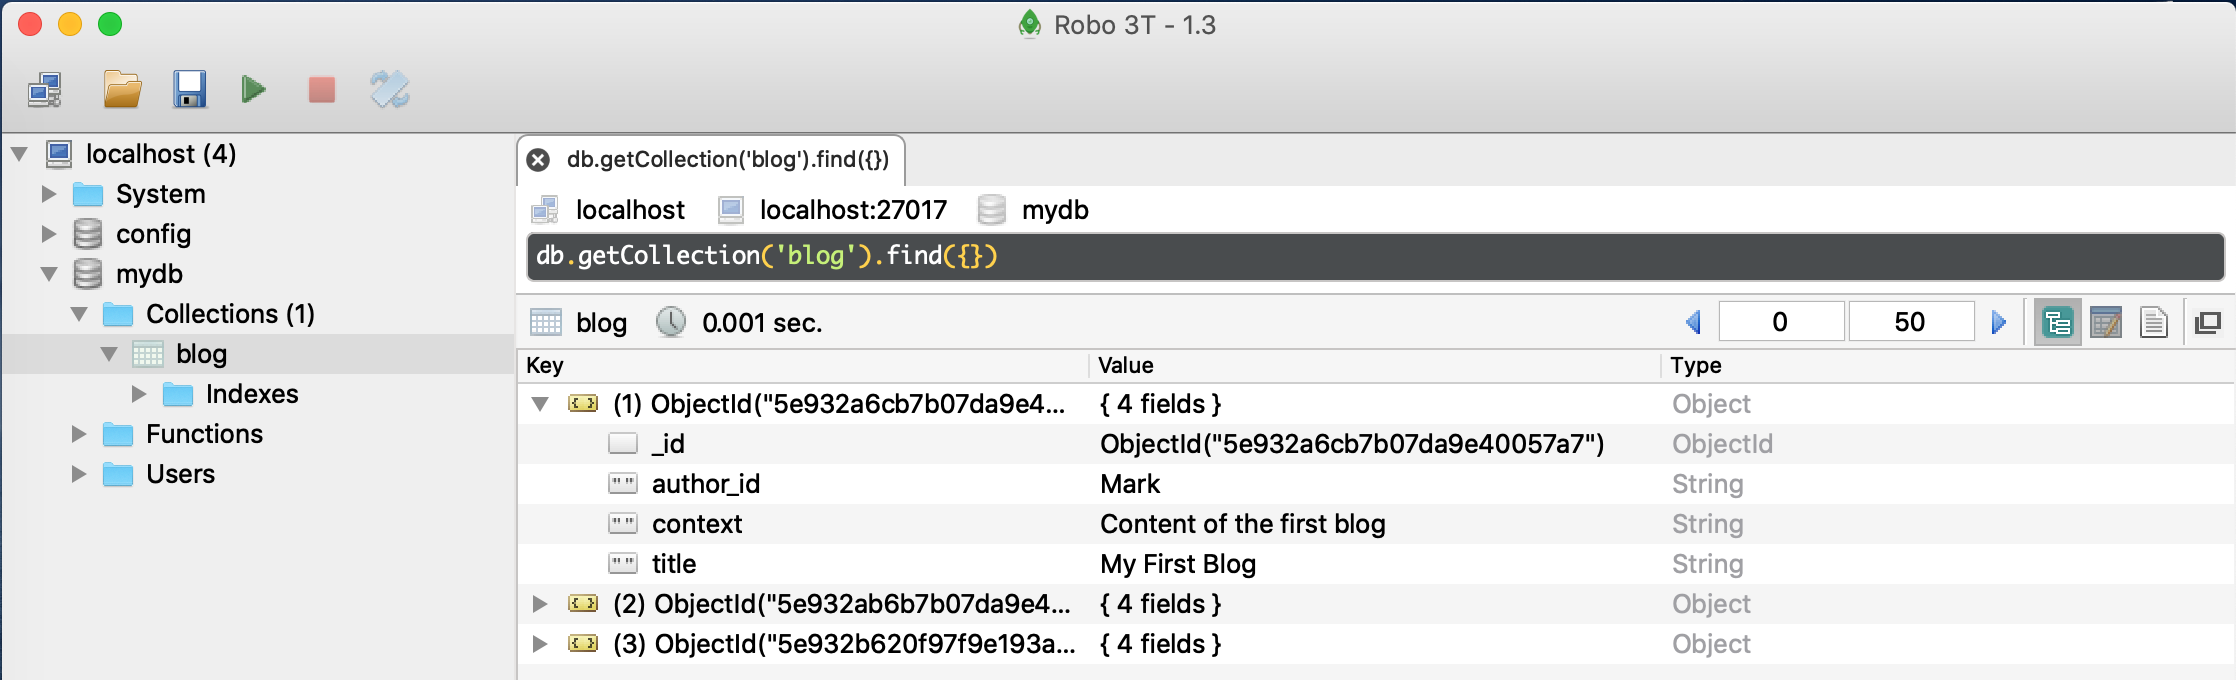 Robo 3T - 1.3
localhost (4)
System
config
mydb
Collections (1)
blog
Indexes
Functions
Users
db.getCollection('blog').find({})
localhost localhost:27017 mydb
db.getCollection('blog').find({})
blog 0.001 sec. 0 50
Key Value Type
(1) ObjectId("5e932a6cb7b07da9e4... { 4 fields } Object
_id ObjectId("5e932a6cb7b07da9e40057a7") ObjectId
author_id Mark String
context Content of the first blog String
title My First Blog String
(2) ObjectId("5e932ab6b7b07da9e4... { 4 fields } Object
(3) ObjectId("5e932b620f97f9e193a... { 4 fields } Object